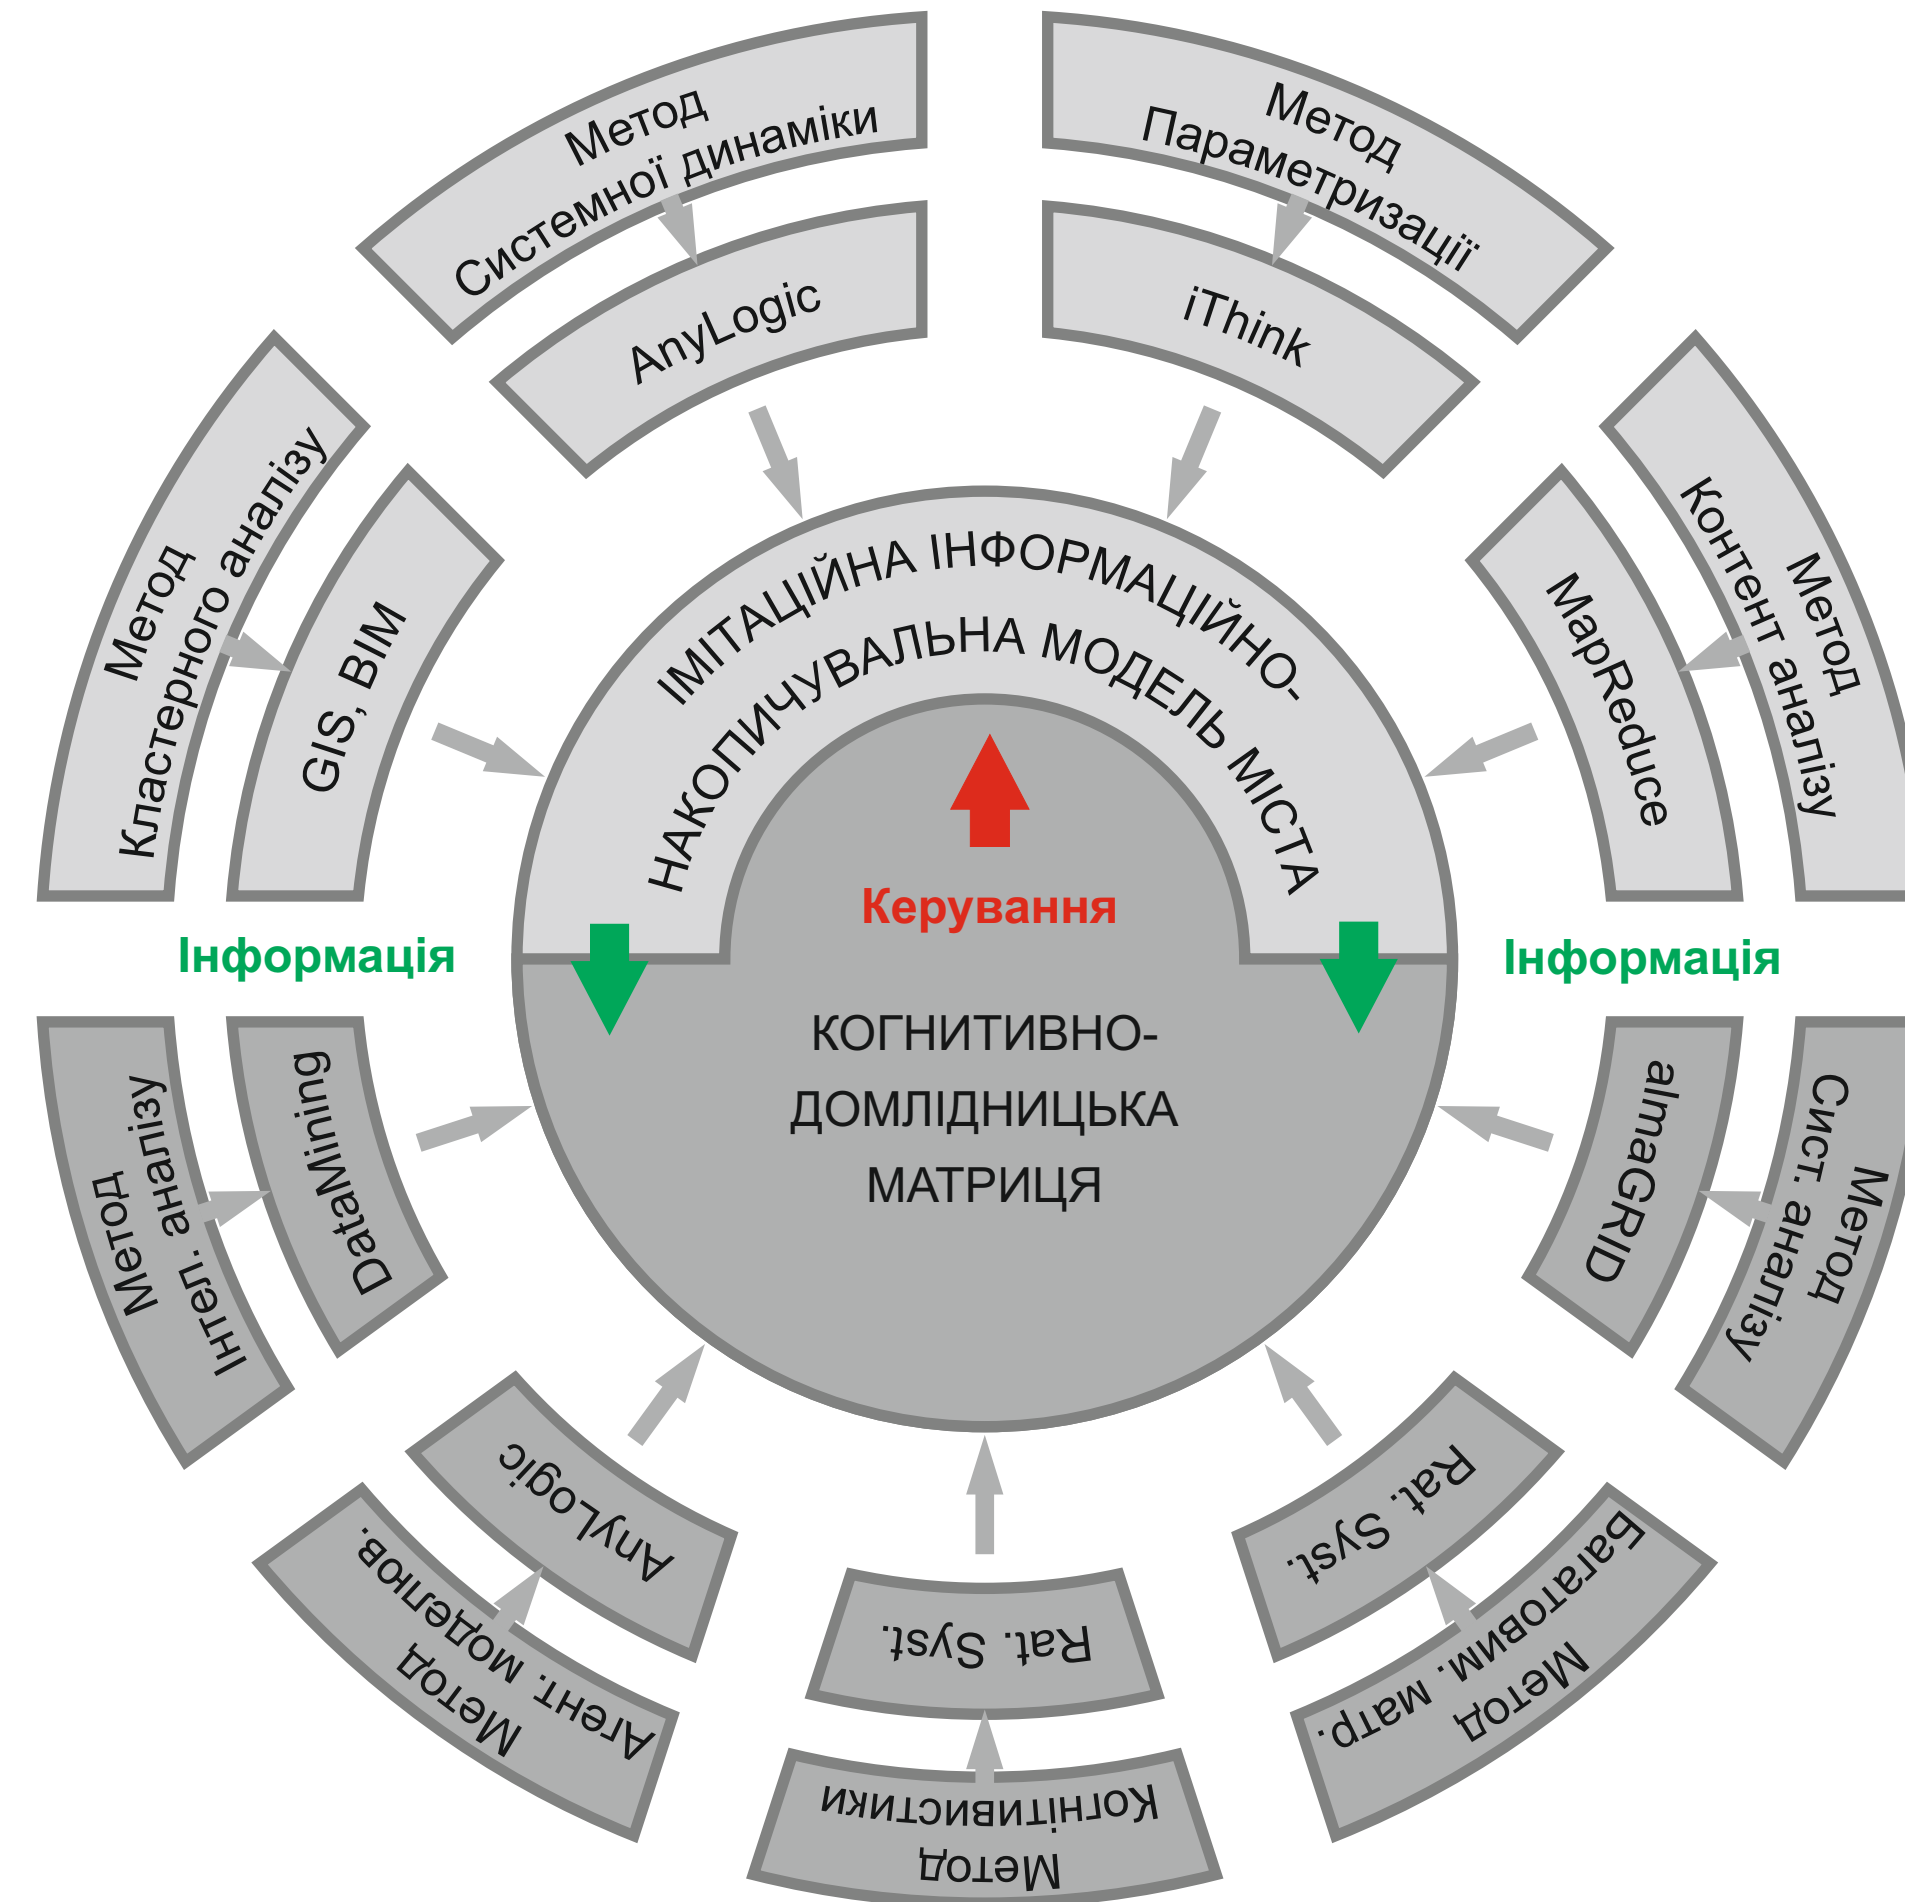 Метод
Системної динаміки
AnyLogic
Метод
Параметризації
iThink
Метод
Кластерного аналізу
GIS, BIM
Метод
Контент аналізу
MapReduce
ІМІТАЦІЙНА ІНФОРМАЦІЙНО-
НАКОПИЧУВАЛЬНА МОДЕЛЬ МІСТА
Керування
Інформація
Інформація
КОГНИТИВНО-
ДОМЛІДНИЦЬКА
МАТРИЦЯ
Метод
Інтел. аналізу
DataMining
Метод
Сист. аналізу
almaGRID
Метод
Агент. моделюв.
AnyLogic
Метод
Когнітивистики
Rat. Syst.
Метод
Багатовим. матр.
Rat. Syst.